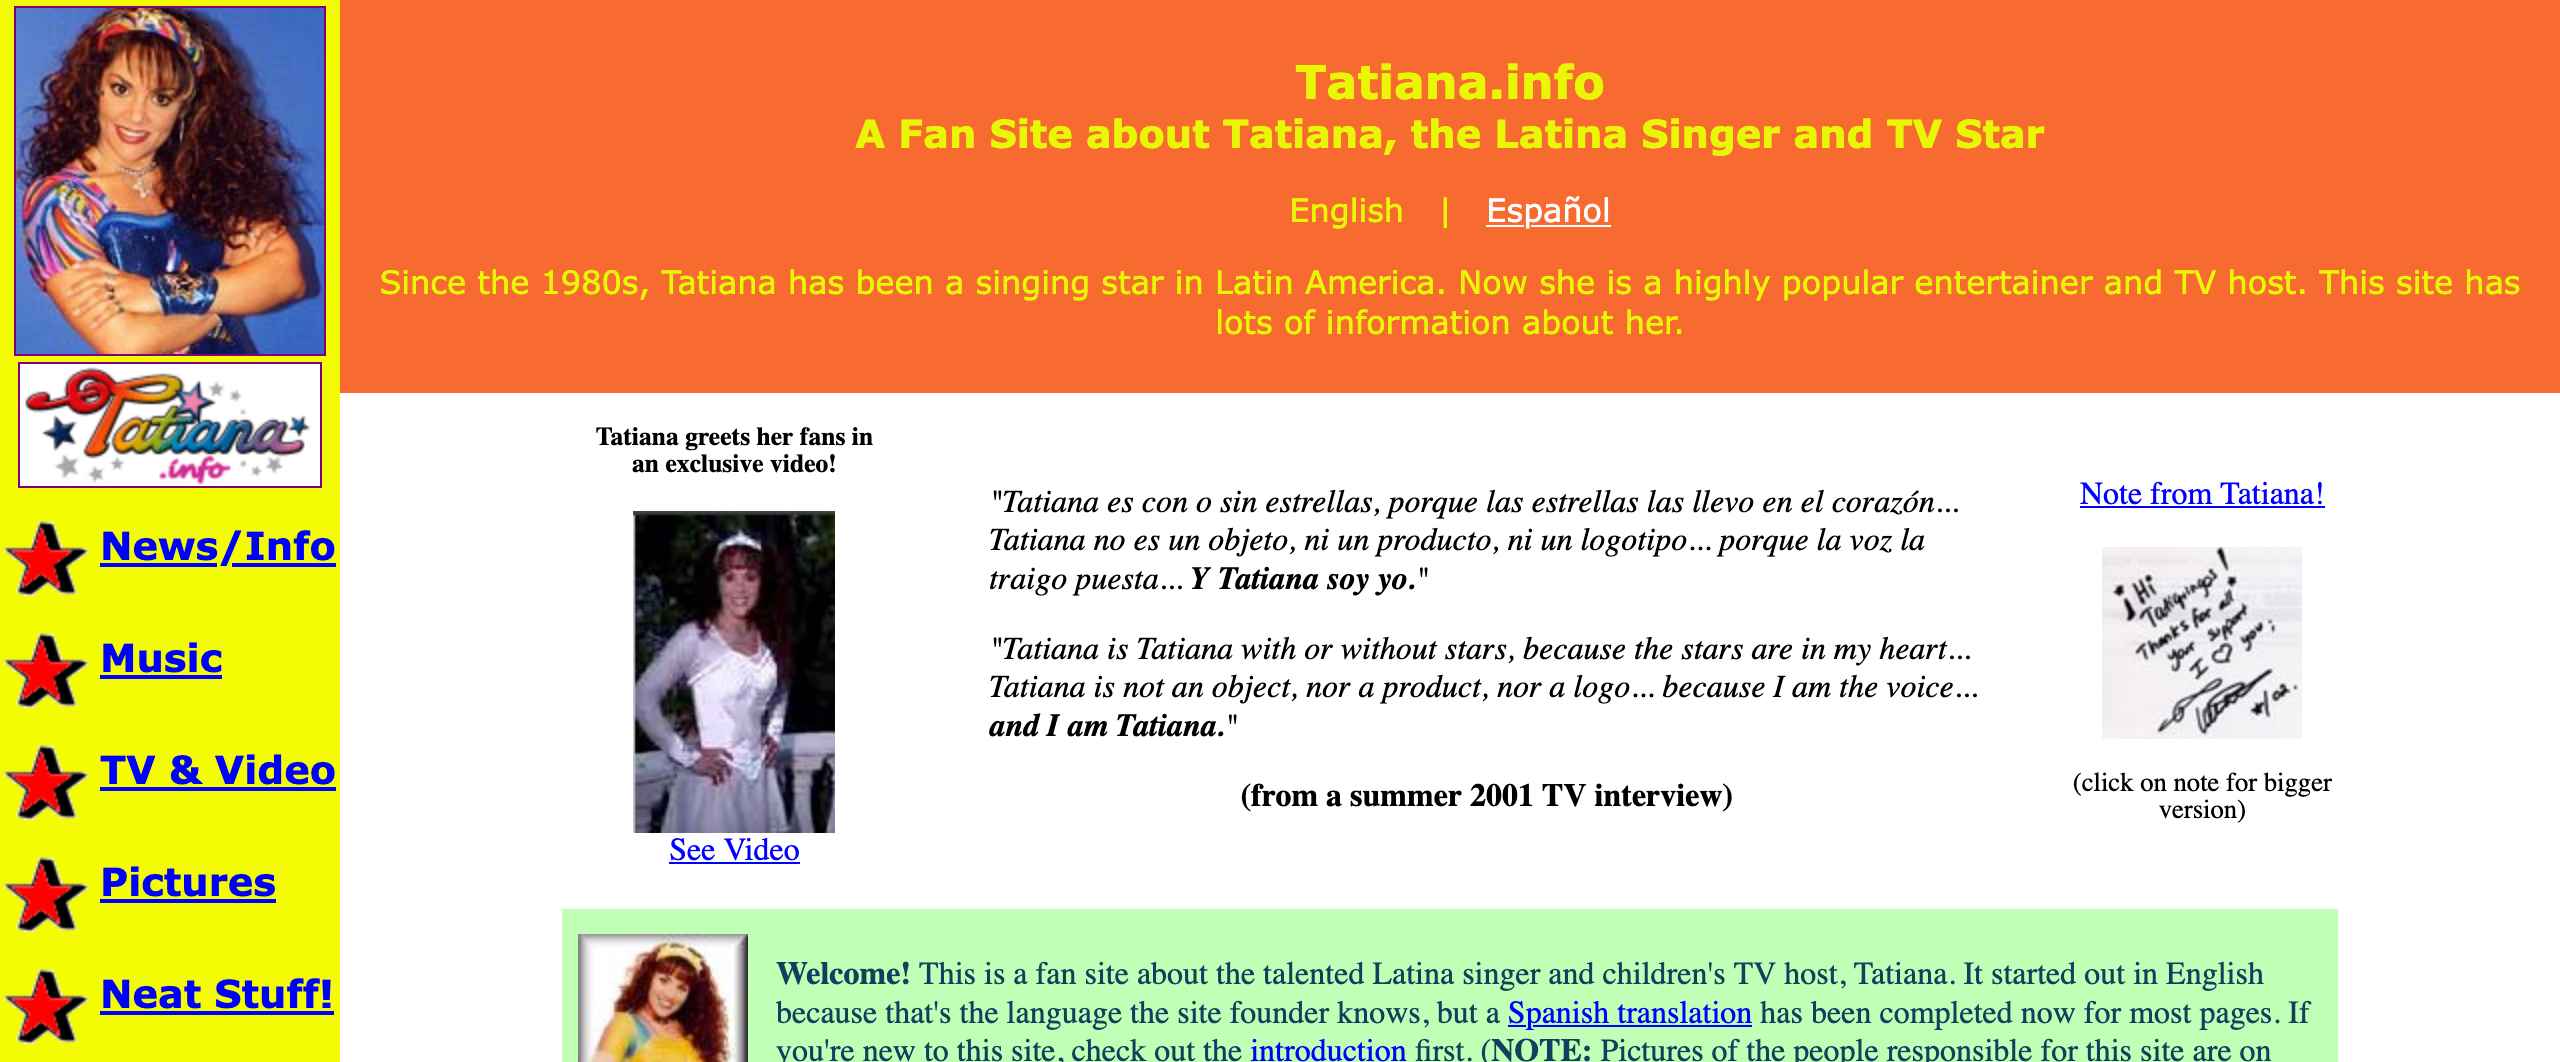 Tatiana
.info
News/Info
Music
TV & Video
Pictures
Neat Stuff!
Tatiana.info
A Fan Site about Tatiana, the Latina Singer and TV Star
English | Español
Since the 1980s, Tatiana has been a singing star in Latin America. Now she is a highly popular entertainer and TV host. This site has
lots of information about her.
Tatiana greets her fans in
an exclusive video!
See Video
"Tatiana es con o sin estrellas, porque las estrellas las llevo en el corazón...
Tatiana no es un objeto, ni un producto, ni un logotipo... porque la voz la
traigo puesta... Y Tatiana soy yo."
"Tatiana is Tatiana with or without stars, because the stars are in my heart...
Tatiana is not an object, nor a product, nor a logo... because I am the voice...
and I am Tatiana."
(from a summer 2001 TV interview)
Note from Tatiana!
¡Hi
Thanks for all
your support
I ♡ you;
(click on note for bigger
version)
Welcome! This is a fan site about the talented Latina singer and children's TV host, Tatiana. It started out in English
because that's the language the site founder knows, but a Spanish translation has been completed now for most pages. If
you're new to this site, check out the introduction first. (NOTE: Pictures of the people responsible for this site are on